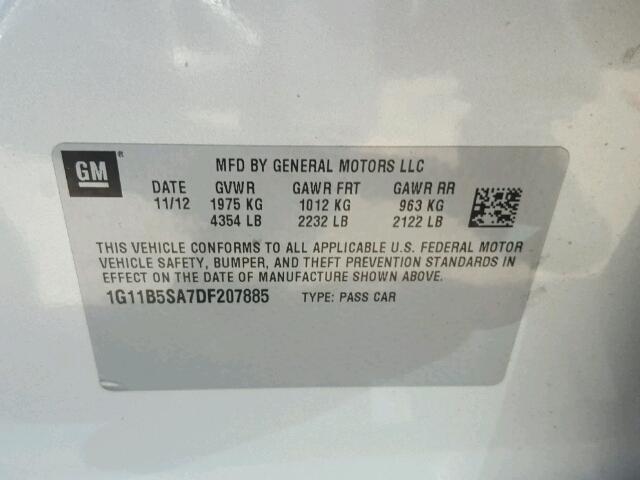 GM® MFD BY GENERAL MOTORS LLC
DATE GVWR GAWR FRT GAWR RR
11/12 1975 KG 1012 KG 963 KG
4354 LB 2232 LB 2122 LB
THIS VEHICLE CONFORMS TO ALL APPLICABLE U.S. FEDERAL MOTOR
VEHICLE SAFETY, BUMPER, AND THEFT PREVENTION STANDARDS IN
EFFECT ON THE DATE OF MANUFACTURE SHOWN ABOVE.
1G11B5SA7DF207885 TYPE: PASS CAR